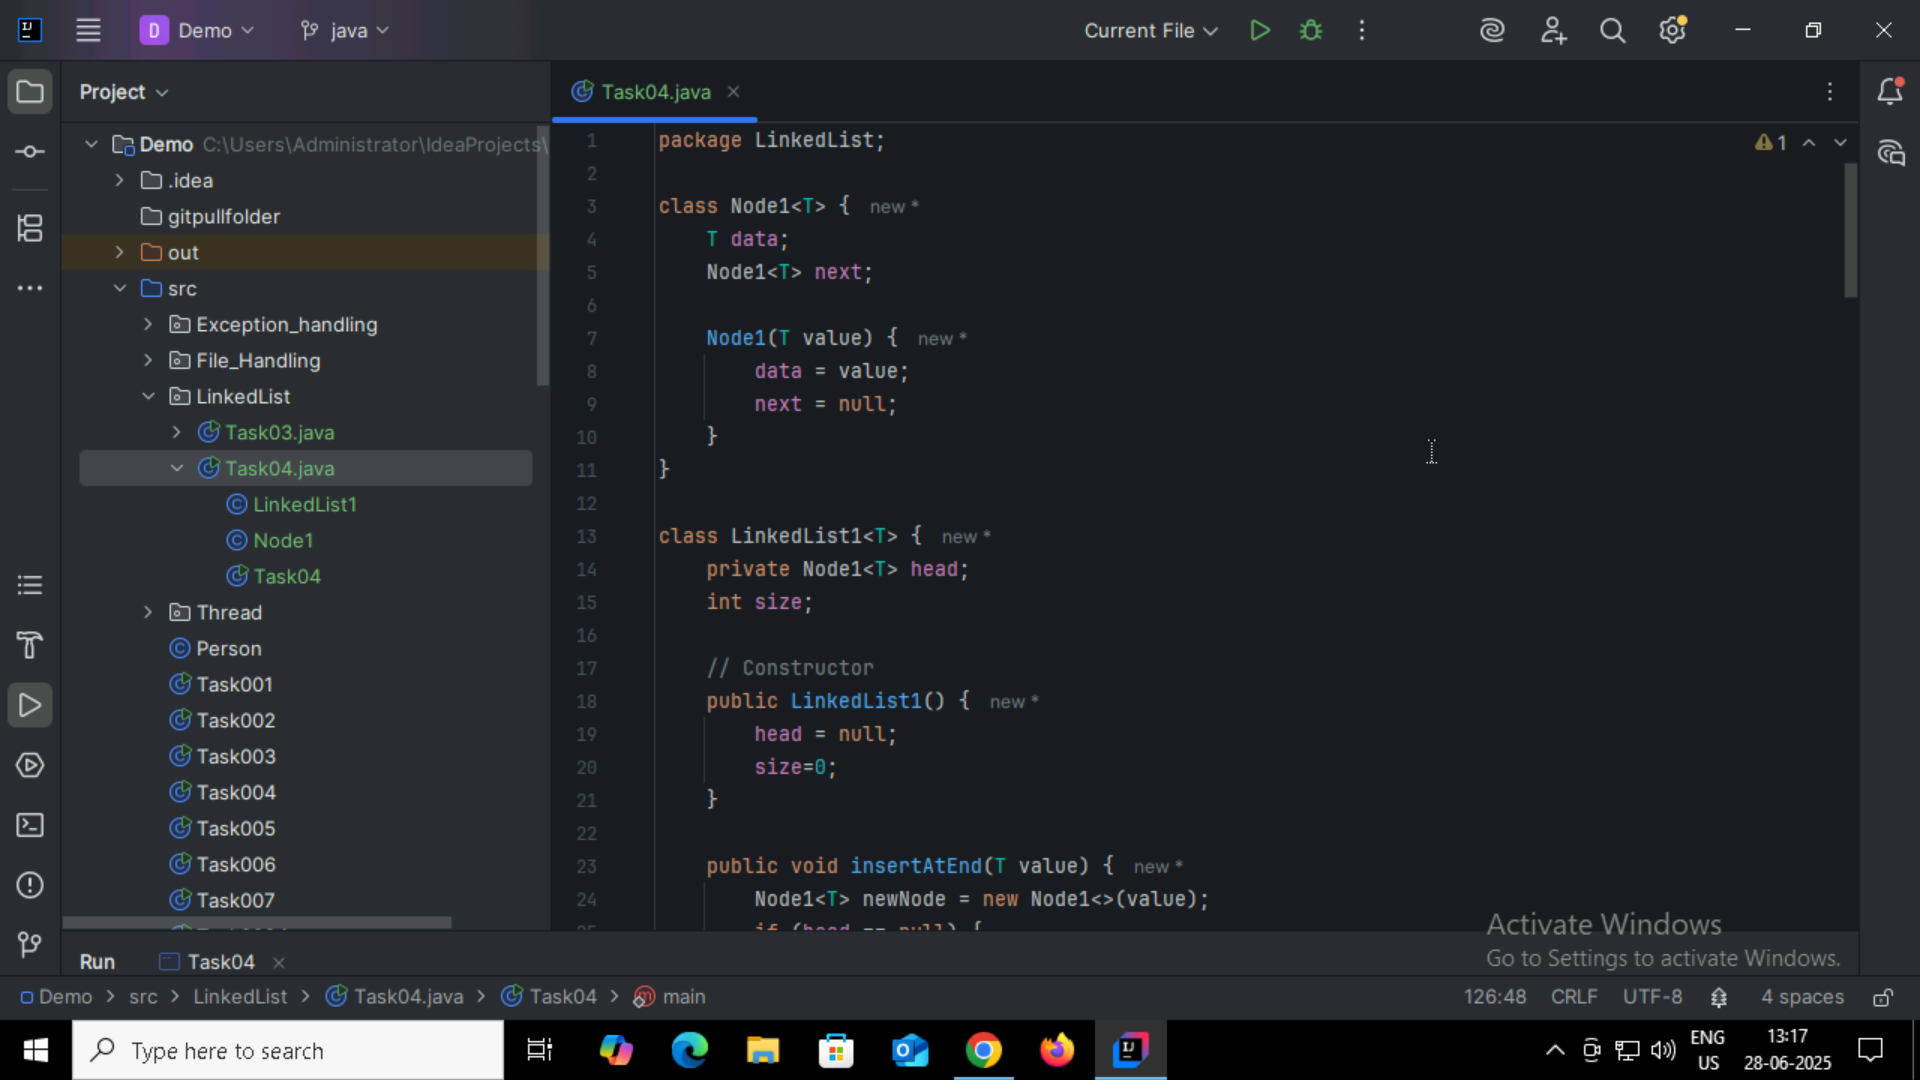 D Demo java Current File
Project
Task04.java
Demo C:\Users\Administrator\IdeaProjects\
.idea
gitpullfolder
out
src
Exception_handling
File_Handling
LinkedList
Task03.java
Task04.java
LinkedList1
Node1
Task04
Thread
Person
Task001
Task002
Task003
Task004
Task005
Task006
Task007
1 package LinkedList;
2
3 class Node1<T> { new *
4 T data;
5 Node1<T> next;
6
7 Node1(T value) { new *
8 data = value;
9 next = null;
10 }
11 }
12
13 class LinkedList1<T> { new *
14 private Node1<T> head;
15 int size;
16
17 // Constructor
18 public LinkedList1() { new *
19 head = null;
20 size=0;
21 }
22
23 public void insertAtEnd(T value) { new *
24 Node1<T> newNode = new Node1<>(value);
25 if (head == null) {
1
Activate Windows
Go to Settings to activate Windows.
Run Task04
Demo > src > LinkedList > Task04.java > Task04 > main
126:48 CRLF UTF-8 4 spaces
Type here to search
ENG
US
13:17
28-06-2025